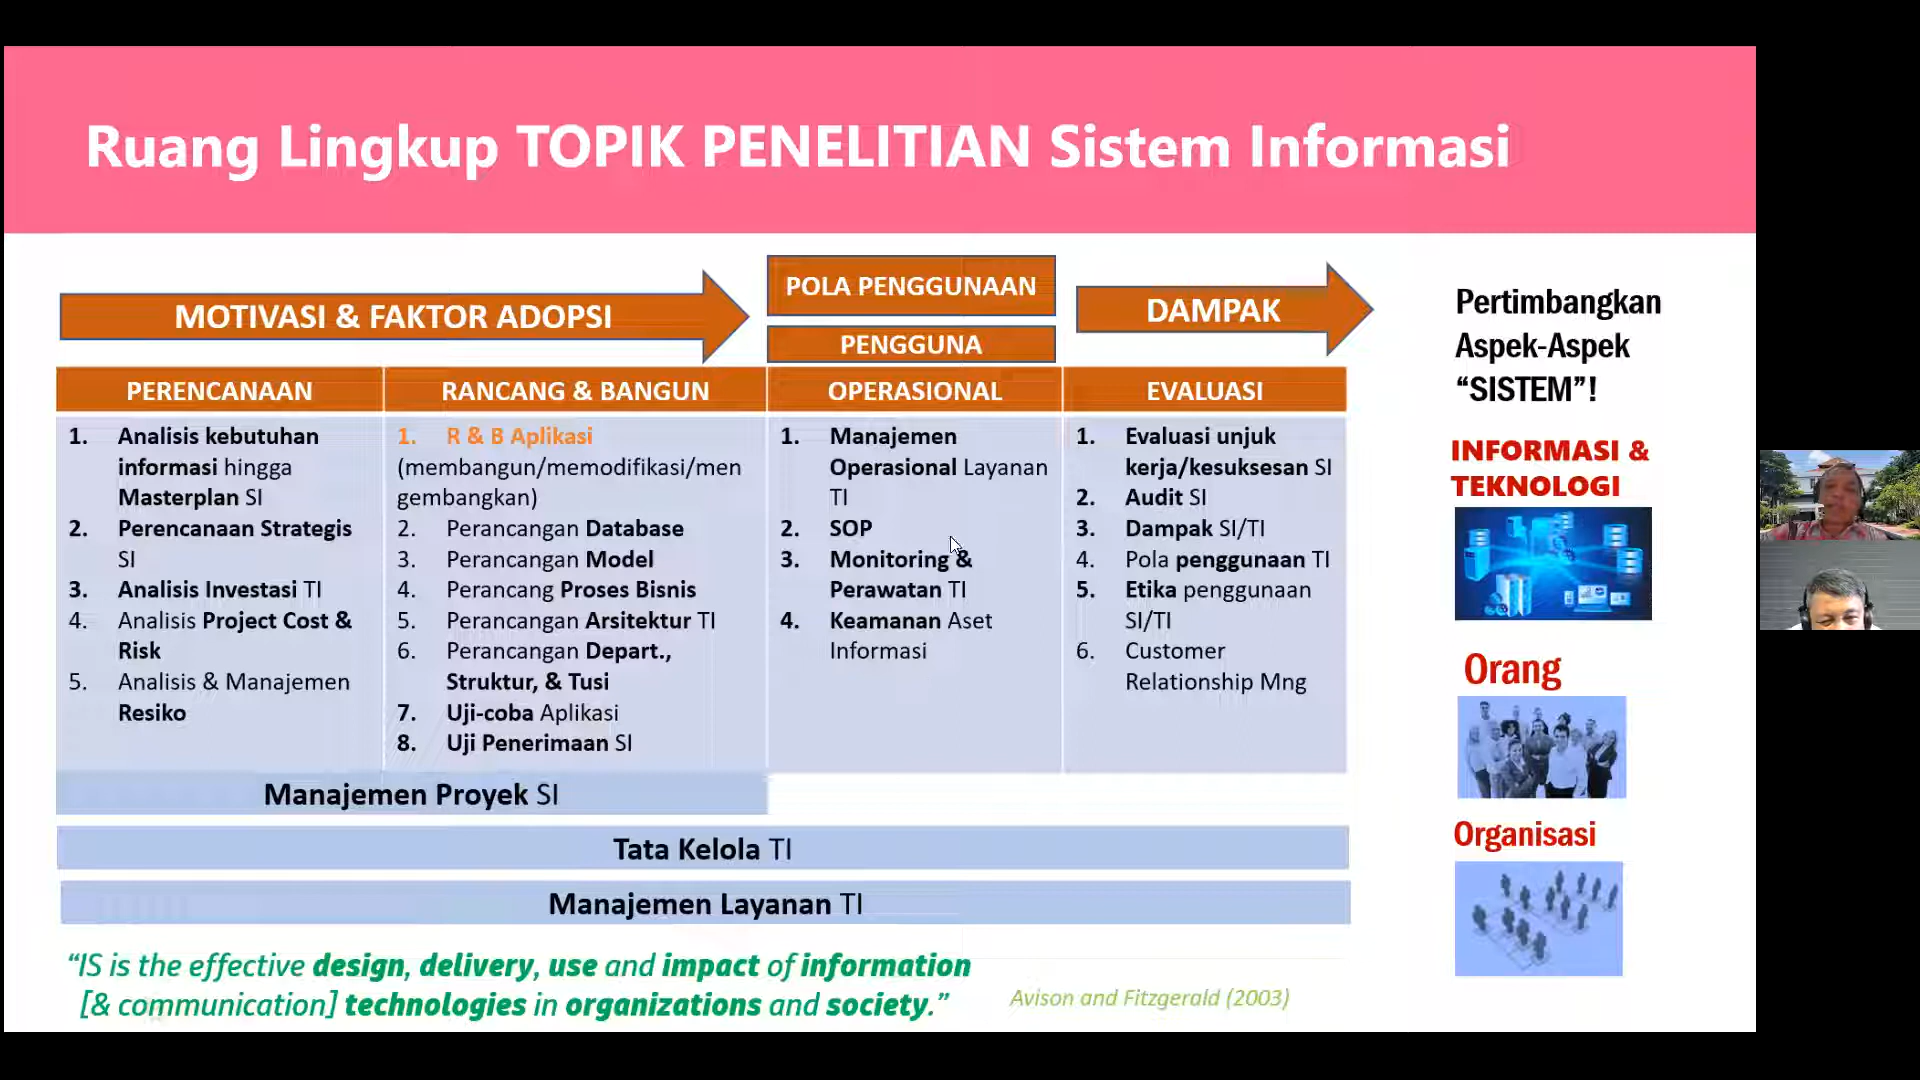 Ruang Lingkup TOPIK PENELITIAN Sistem Informasi
MOTIVASI & FAKTOR ADOPSI
POLA PENGGUNAAN
PENGGUNA
DAMPAK
PERENCANAAN
1. Analisis kebutuhan
informasi hingga
Masterplan SI
2. Perencanaan Strategis
SI
3. Analisis Investasi TI
4. Analisis Project Cost &
Risk
5. Analisis & Manajemen
Resiko
RANCANG & BANGUN
1. R & B Aplikasi
(membangun/memodifikasi/men
gembangkan)
2. Perancangan Database
3. Perancangan Model
4. Perancang Proses Bisnis
5. Perancangan Arsitektur TI
6. Perancangan Depart.,
Struktur, & Tusi
7. Uji-coba Aplikasi
8. Uji Penerimaan SI
OPERASIONAL
1. Manajemen
Operasional Layanan
TI
2. SOP
3. Monitoring &
Perawatan TI
4. Keamanan Aset
Informasi
EVALUASI
1. Evaluasi unjuk
kerja/kesuksesan SI
2. Audit SI
3. Dampak SI/TI
4. Pola penggunaan TI
5. Etika penggunaan
SI/TI
6. Customer
Relationship Mng
Manajemen Proyek SI
Tata Kelola TI
Manajemen Layanan TI
“IS is the effective design, delivery, use and impact of information
[& communication] technologies in organizations and society.”
Avison and Fitzgerald (2003)
Pertimbangkan
Aspek-Aspek
“SISTEM”!
INFORMASI &
TEKNOLOGI
Orang
Organisasi